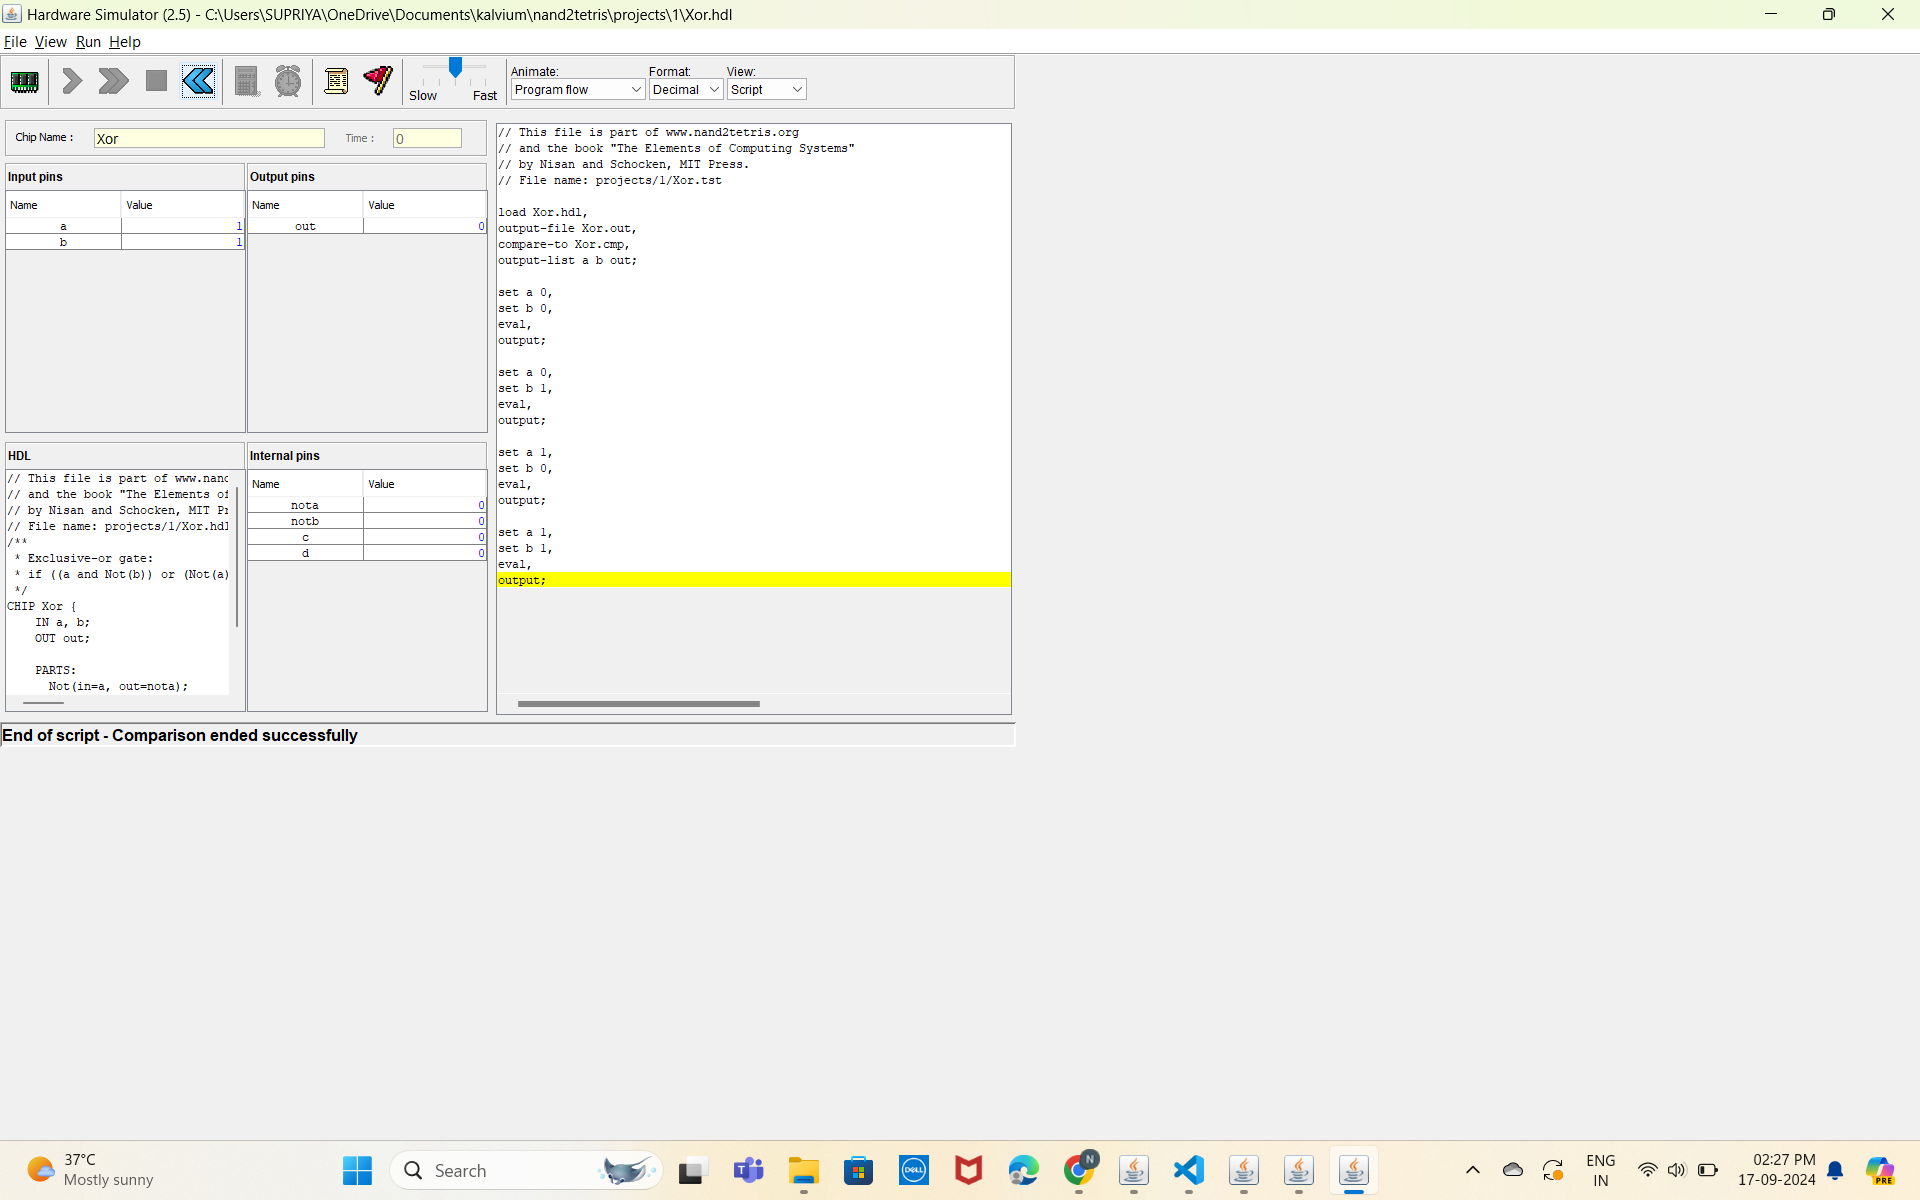 Hardware Simulator (2.5) - C:\Users\SUPRIYA\OneDrive\Documents\kalvium\nand2tetris\projects\1\Xor.hdl
File View Run Help
Slow Fast
Animate: Format: View:
Program flow Decimal Script
Chip Name : Xor Time : 0
Input pins
Name Value
a 1
b 1
Output pins
Name Value
out 0
HDL
// This file is part of www.nand
// and the book "The Elements of
// by Nisan and Schocken, MIT Pr
// File name: projects/1/Xor.hdl
/**
* Exclusive-or gate:
* if ((a and Not(b)) or (Not(a)
*/
CHIP Xor {
IN a, b;
OUT out;
PARTS:
Not(in=a, out=nota);
Internal pins
Name Value
nota 0
notb 0
c 0
d 0
// This file is part of www.nand2tetris.org
// and the book "The Elements of Computing Systems"
// by Nisan and Schocken, MIT Press.
// File name: projects/1/Xor.tst
load Xor.hdl,
output-file Xor.out,
compare-to Xor.cmp,
output-list a b out;
set a 0,
set b 0,
eval,
output;
set a 0,
set b 1,
eval,
output;
set a 1,
set b 0,
eval,
output;
set a 1,
set b 1,
eval,
output;
End of script - Comparison ended successfully
37°C
Mostly sunny
Search
DELL
N
ENG
IN
02:27 PM
17-09-2024
PRE